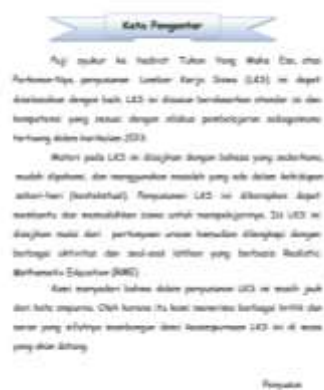 Kata Pengantar
Puji syukur ke hadirat Tuhan Yang Maha Esa, atas
penyusunan Lembar Kerja Siswa (LKS) ini dapat
diselesaikan dengan baik. LKS ini disusun berdasarkan standar isi dan
kompetensi yang sesuai dengan silabus pembelajaran sebagaimana
tertuang dalam kurikulum 2013.
Materi pada LKS ini disajikan dengan bahasa yang sederhana,
mudah dipahami, dan menggunakan masalah yang ada dalam kehidupan
sehari-hari (kontekstual). Penyusunan LKS ini diharapkan dapat
membantu dan memudahkan siswa untuk mempelajarinya. Isi LKS ini
disajikan mulai dari pertanyaan uraian kemudian dilengkapi dengan
berbagai aktivitas dan soal-soal latihan yang berbasis Realistic
Mathematic Education (RME).
Kami menyadari bahwa dalam penyusunan LKS ini masih jauh
dari kata sempurna. Oleh karena itu kami menerima berbagai kritik dan
saran yang sifatnya membangun demi kesempurnaan LKS ini di masa
yang akan datang.
Penyusun